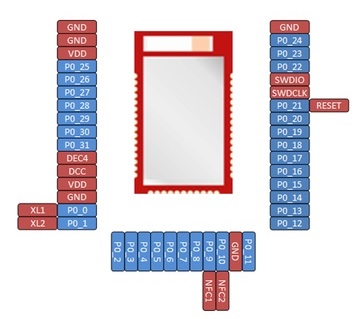 GND
GND
VDD
P0_25
P0_26
P0_27
P0_28
P0_29
P0_30
P0_31
DEC4
DCC
VDD
GND
XL1 P0_0
XL2 P0_1
P0_2
P0_3
P0_4
P0_5
P0_6
P0_7
P0_8
P0_9
P0_10
GND
P0_11
NFC1
NFC2
GND
P0_24
P0_23
P0_22
SWDIO
SWDCLK
P0_21 RESET
P0_20
P0_19
P0_18
P0_17
P0_16
P0_15
P0_14
P0_13
P0_12